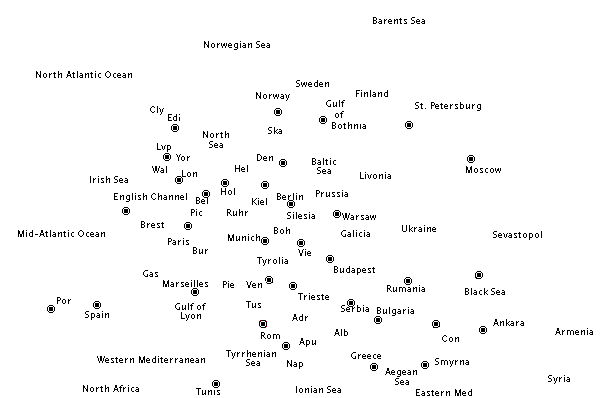 Barents Sea
Norwegian Sea
North Atlantic Ocean
Sweden
Finland
Norway
Gulf
of
Bothnia
St. Petersburg
Cly
Edi
Ska
North
Sea
Lvp
Yor
Den
Baltic
Sea
Moscow
Wal
Lon
Hel
Livonia
Irish Sea
English Channel
Bel
Hol
Kiel
Berlin
Prussia
Pic
Ruhr
Silesia
Warsaw
Brest
Mid-Atlantic Ocean
Paris
Bur
Munich
Boh
Galicia
Ukraine
Sevastopol
Vie
Tyrolia
Budapest
Gas
Marseilles
Pie
Ven
Trieste
Rumania
Black Sea
Por
Spain
Gulf of
Lyon
Tus
Adr
Serbia
Bulgaria
Rom
Apu
Alb
Con
Ankara
Armenia
Western Mediterranean
Tyrrhenian
Sea
Nap
Greece
Aegean
Sea
Smyrna
North Africa
Tunis
Ionian Sea
Eastern Med
Syria